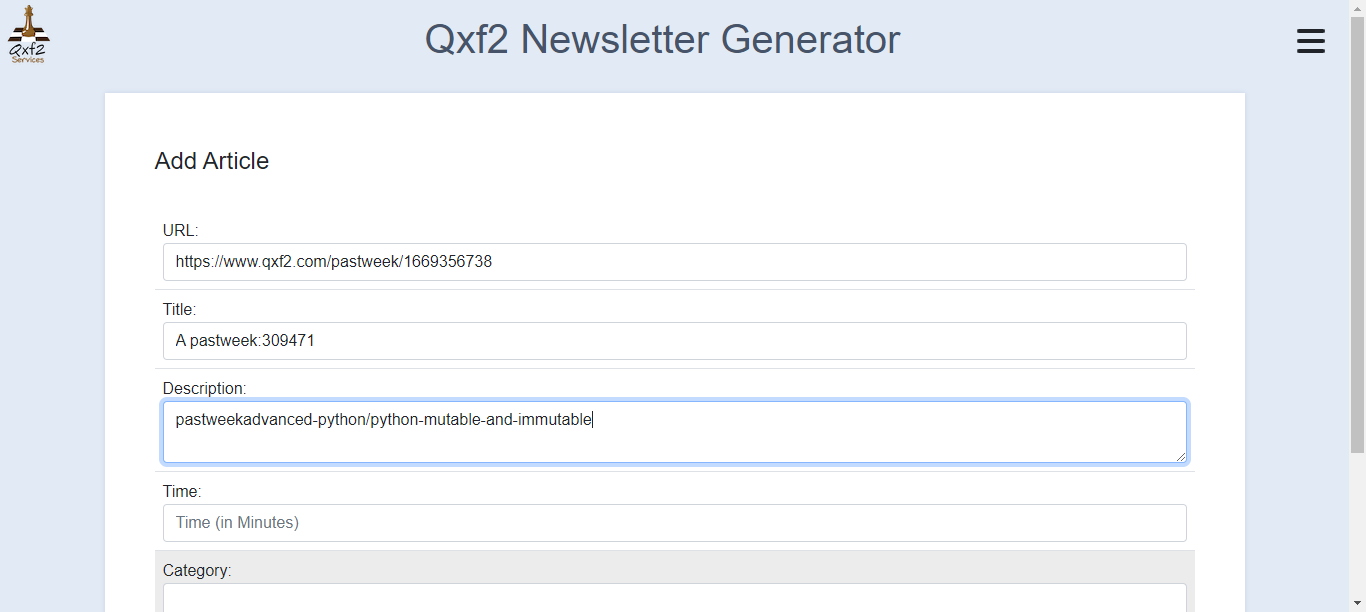 Qxf2
Services
Qxf2 Newsletter Generator
Add Article
URL:
https://www.qxf2.com/pastweek/1669356738
Title:
A pastweek:309471
Description:
pastweekadvanced-python/python-mutable-and-immutable
Time:
Time (in Minutes)
Category: